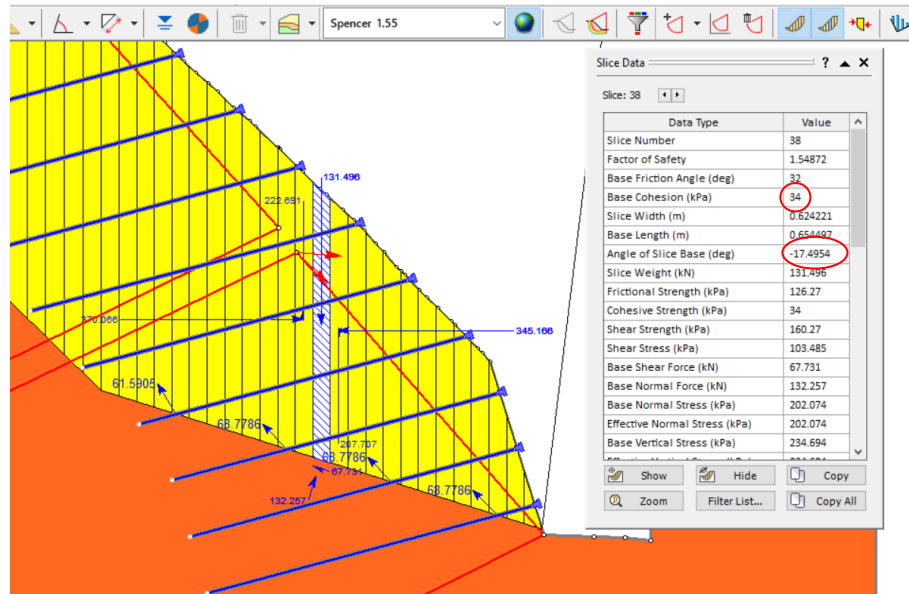 Spencer 1.55
Slice Data ? ▲ X
Slice: 38
Data Type Value
Slice Number 38
Factor of Safety 1.54872
Base Friction Angle (deg) 32
Base Cohesion (kPa) 34
Slice Width (m) 0.624221
Base Length (m) 0.654497
Angle of Slice Base (deg) -17.4954
Slice Weight (kN) 131.496
Frictional Strength (kPa) 126.27
Cohesive Strength (kPa) 34
Shear Strength (kPa) 160.27
Shear Stress (kPa) 103.485
Base Shear Force (kN) 67.731
Base Normal Force (kN) 132.257
Base Normal Stress (kPa) 202.074
Effective Normal Stress (kPa) 202.074
Base Vertical Stress (kPa) 234.694
Show Hide Copy
Zoom Filter List... Copy All
131.496
222.691
345.166
61.5905
68.7786
207.707
68.7786
67.731
132.257
68.7786